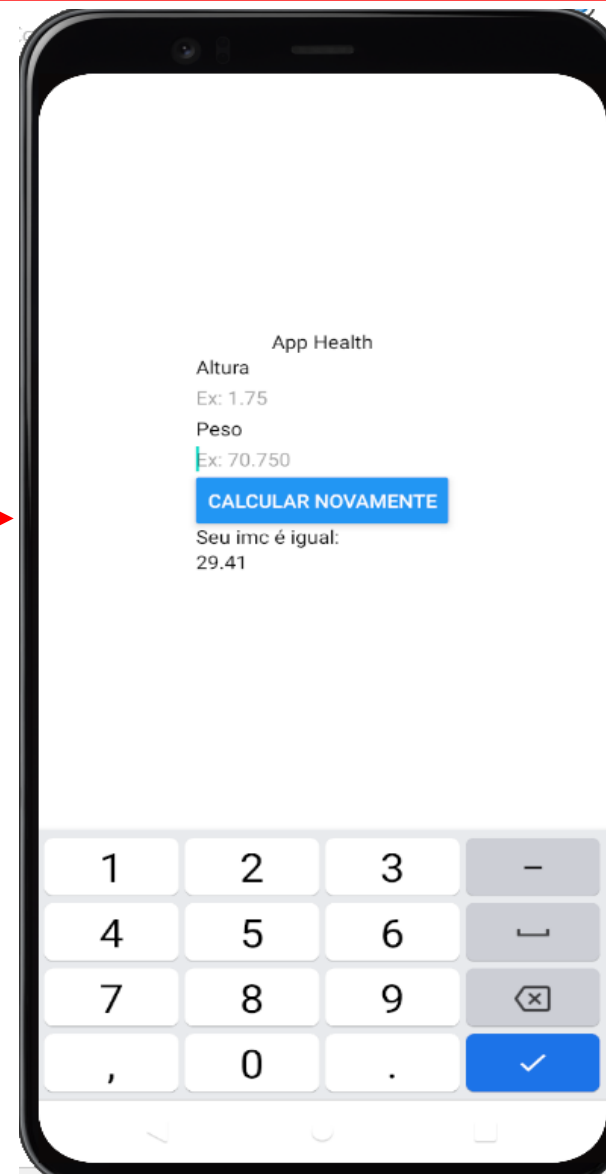 App Health
Altura
Ex: 1.75
Peso
Ex: 70.750
CALCULAR NOVAMENTE
Seu imc é igual:
29.41
1 2 3 –
4 5 6
7 8 9
, 0 .